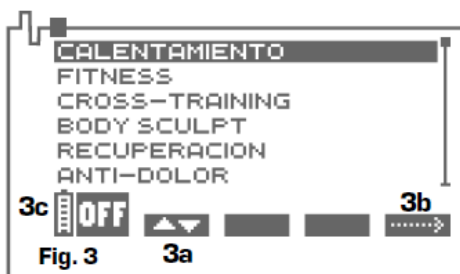 CALENTAMIENTO
FITNESS
CROSS-TRAINING
BODY SCULPT
RECUPERACION
ANTI-DOLOR
3c OFF 3b
Fig. 3 3a